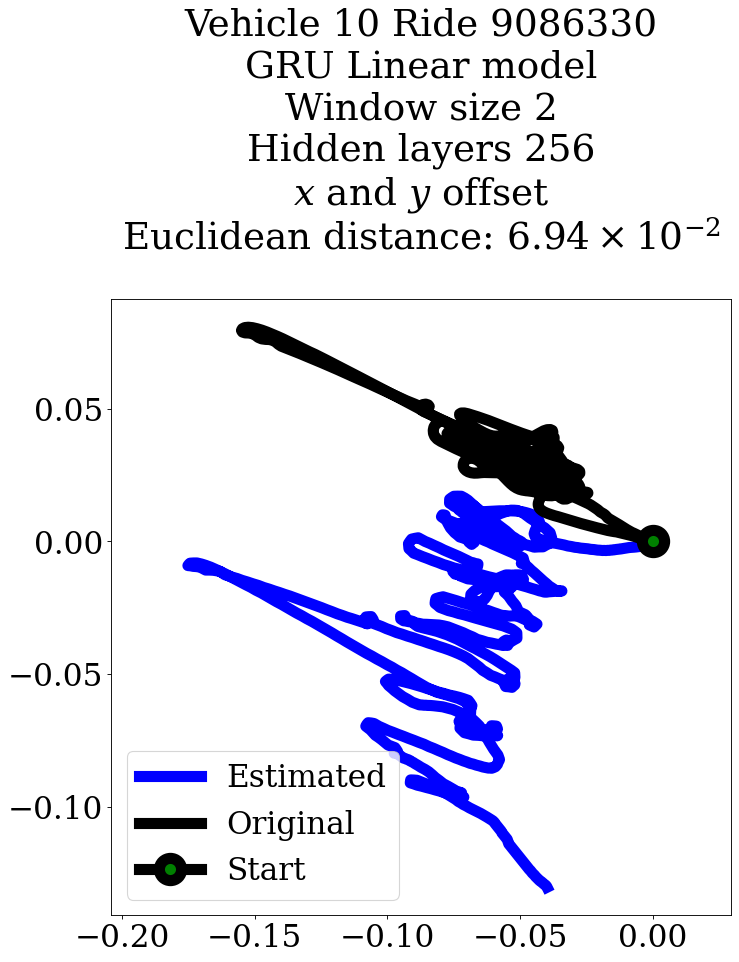 Vehicle 10 Ride 9086330
GRU Linear model
Window size 2
Hidden layers 256
x and y offset
Euclidean distance: 6.94 × 10⁻²
0.05
0.00
−0.05
−0.10
Estimated
Original
Start
−0.20 −0.15 −0.10 −0.05 0.00